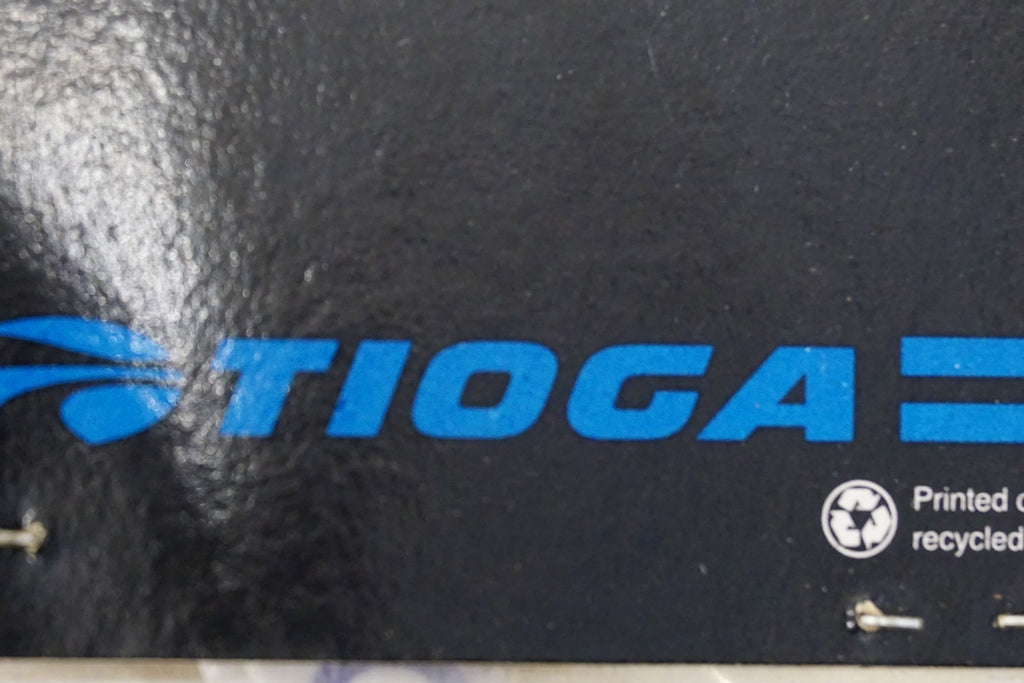 TIOGA
Printed
recycled